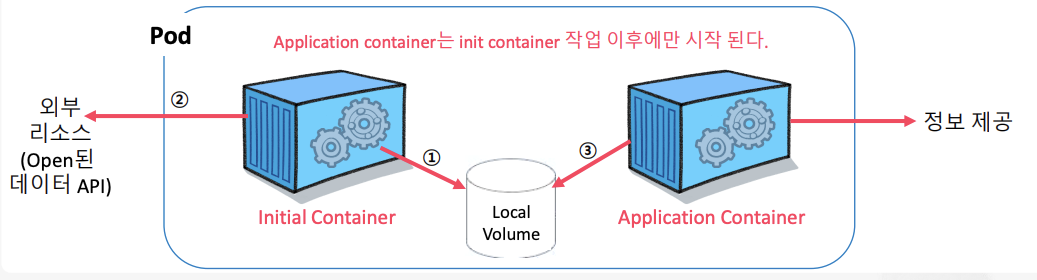 Pod
Application container는 init container 작업 이후에만 시작 된다.
외부
리소스
(Open된
데이터 API)
②
①
③
정보 제공
Local
Volume
Initial Container
Application Container